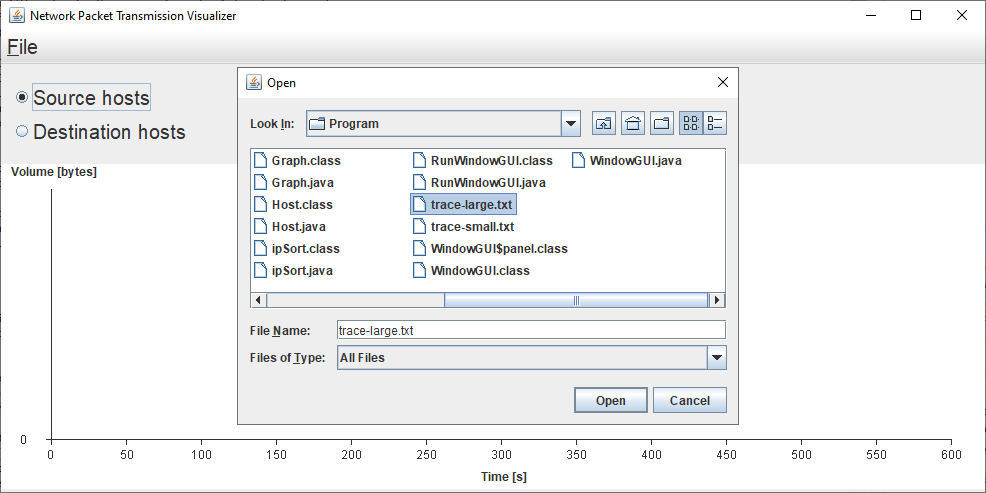 Network Packet Transmission Visualizer
File
Source hosts
Destination hosts
Open
Look In: Program
Graph.class RunWindowGUI.class WindowGUI.java
Graph.java RunWindowGUI.java
Host.class trace-large.txt
Host.java trace-small.txt
ipSort.class WindowGUI$panel.class
ipSort.java WindowGUI.class
File Name: trace-large.txt
Files of Type: All Files
Open Cancel
Volume [bytes]
0
0 50 100 150 200 250 300 350 400 450 500 550 600
Time [s]